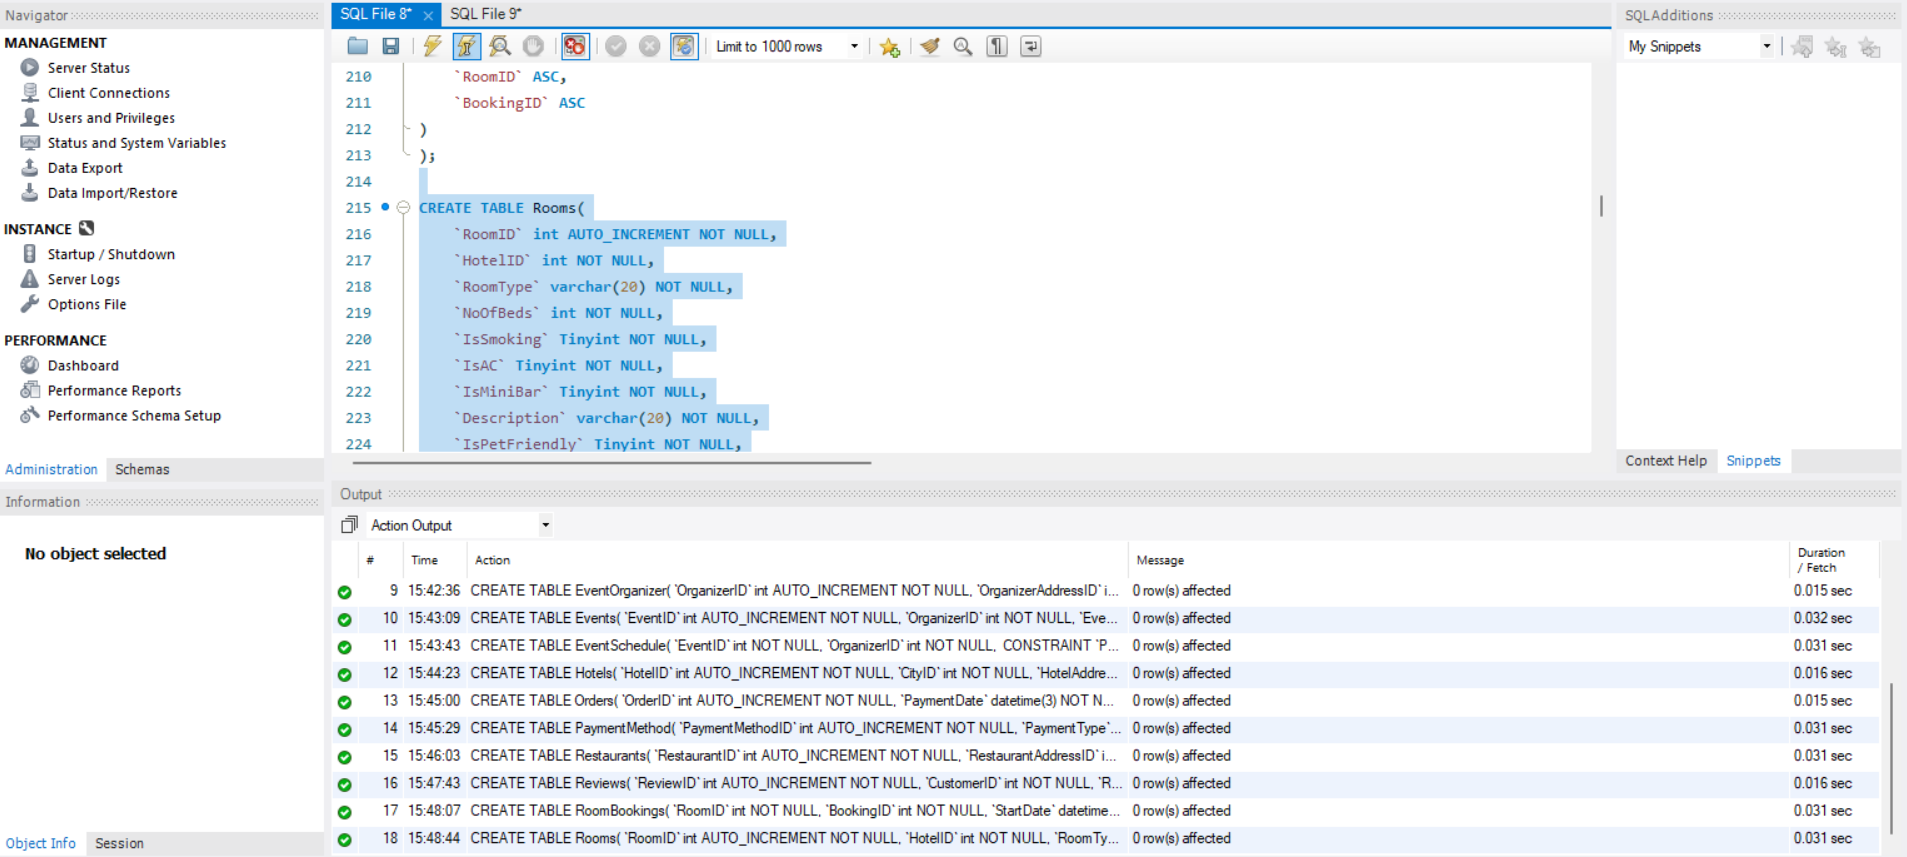 Navigator
MANAGEMENT
Server Status
Client Connections
Users and Privileges
Status and System Variables
Data Export
Data Import/Restore
INSTANCE
Startup / Shutdown
Server Logs
Options File
PERFORMANCE
Dashboard
Performance Reports
Performance Schema Setup
Administration Schemas
Information
No object selected
Object Info Session
SQL File 8* SQL File 9*
Limit to 1000 rows
210 `RoomID` ASC,
211 `BookingID` ASC
212 )
213 );
214
215 CREATE TABLE Rooms(
216 `RoomID` int AUTO_INCREMENT NOT NULL,
217 `HotelID` int NOT NULL,
218 `RoomType` varchar(20) NOT NULL,
219 `NoOfBeds` int NOT NULL,
220 `IsSmoking` Tinyint NOT NULL,
221 `IsAC` Tinyint NOT NULL,
222 `IsMiniBar` Tinyint NOT NULL,
223 `Description` varchar(20) NOT NULL,
224 `IsPetFriendly` Tinyint NOT NULL,
SQLAdditions
My Snippets
Context Help Snippets
Output
Action Output
# Time Action Message Duration / Fetch
9 15:42:36 CREATE TABLE EventOrganizer( `OrganizerID` int AUTO_INCREMENT NOT NULL, `OrganizerAddressID` i... 0 row(s) affected 0.015 sec
10 15:43:09 CREATE TABLE Events( `EventID` int AUTO_INCREMENT NOT NULL, `OrganizerID` int NOT NULL, `Eve... 0 row(s) affected 0.032 sec
11 15:43:43 CREATE TABLE EventSchedule( `EventID` int NOT NULL, `OrganizerID` int NOT NULL, CONSTRAINT `P... 0 row(s) affected 0.031 sec
12 15:44:23 CREATE TABLE Hotels( `HotelID` int AUTO_INCREMENT NOT NULL, `CityID` int NOT NULL, `HotelAddre... 0 row(s) affected 0.016 sec
13 15:45:00 CREATE TABLE Orders( `OrderID` int AUTO_INCREMENT NOT NULL, `PaymentDate` datetime(3) NOT N... 0 row(s) affected 0.015 sec
14 15:45:29 CREATE TABLE PaymentMethod( `PaymentMethodID` int AUTO_INCREMENT NOT NULL, `PaymentType`... 0 row(s) affected 0.031 sec
15 15:46:03 CREATE TABLE Restaurants( `RestaurantID` int AUTO_INCREMENT NOT NULL, `RestaurantAddressID` i... 0 row(s) affected 0.031 sec
16 15:47:43 CREATE TABLE Reviews( `ReviewID` int AUTO_INCREMENT NOT NULL, `CustomerID` int NOT NULL, `R... 0 row(s) affected 0.016 sec
17 15:48:07 CREATE TABLE RoomBookings( `RoomID` int NOT NULL, `BookingID` int NOT NULL, `StartDate` datetime... 0 row(s) affected 0.031 sec
18 15:48:44 CREATE TABLE Rooms( `RoomID` int AUTO_INCREMENT NOT NULL, `HotelID` int NOT NULL, `RoomTy... 0 row(s) affected 0.031 sec